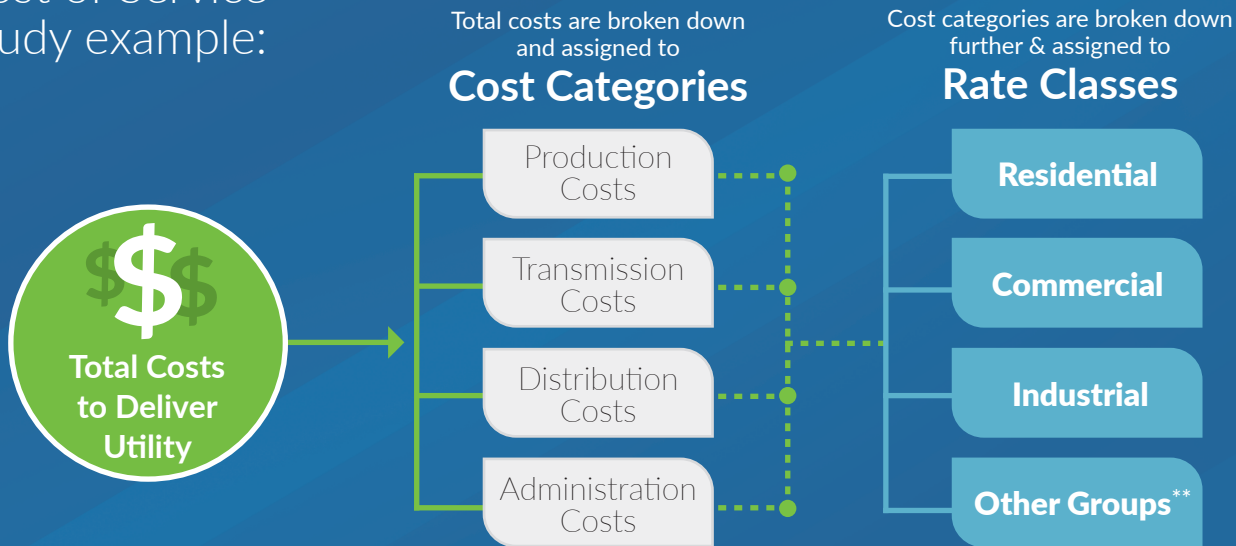 of Service
example:
Total costs are broken down
and assigned to
Cost Categories
Cost categories are broken down
further & assigned to
Rate Classes
$$$
Total Costs
to Deliver
Utility
Production
Costs
Transmission
Costs
Distribution
Costs
Administration
Costs
Residential
Commercial
Industrial
Other Groups**